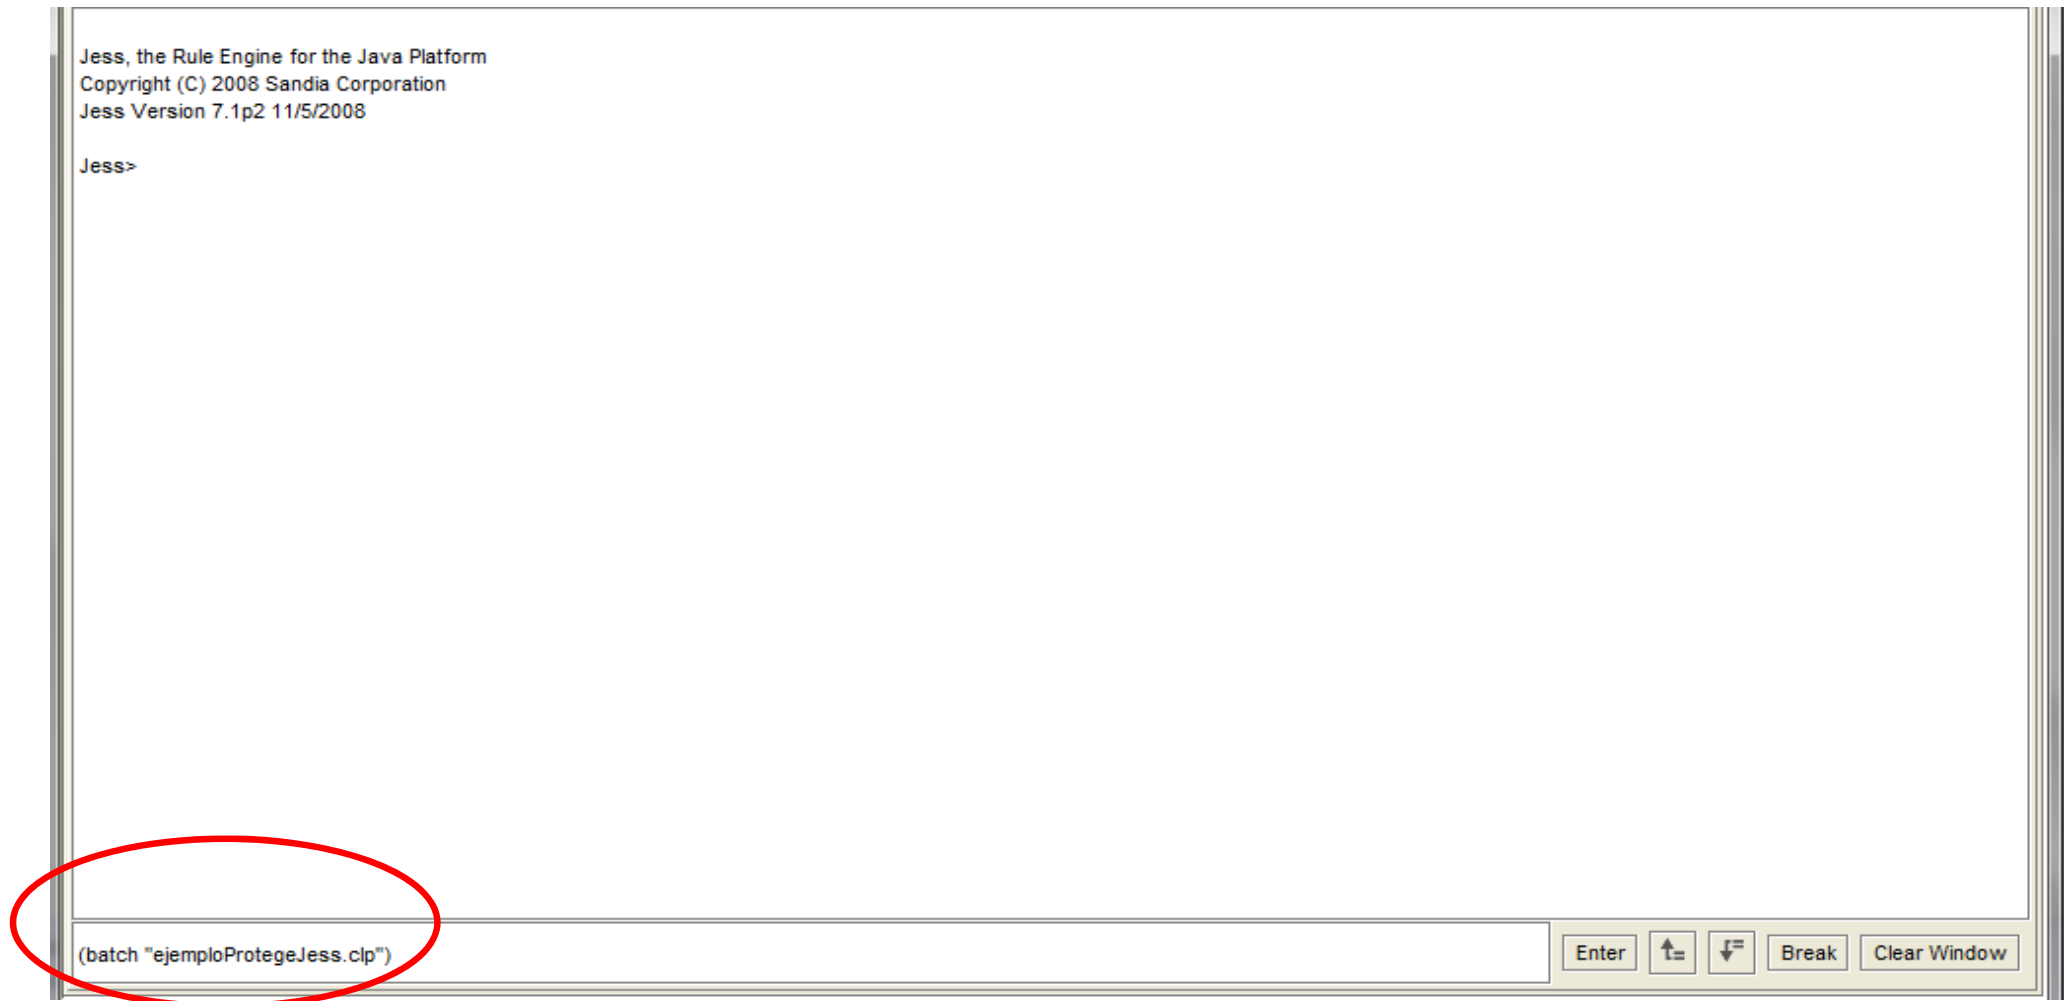 Jess, the Rule Engine for the Java Platform
Copyright (C) 2008 Sandia Corporation
Jess Version 7.1p2 11/5/2008
Jess>
(batch "ejemploProtegeJess.clp")
Enter
Break
Clear Window